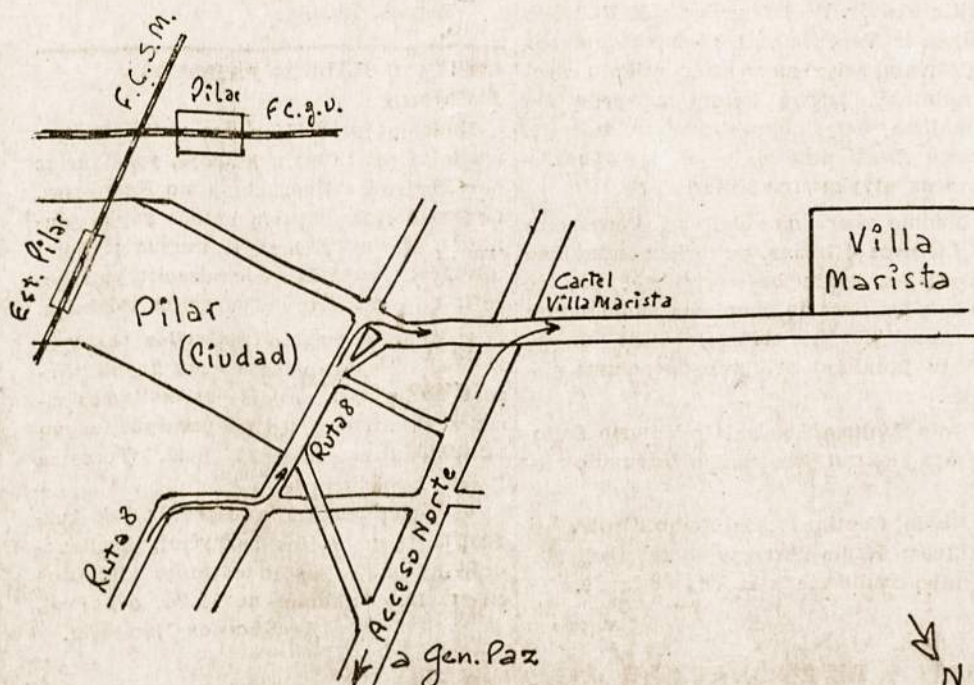 F.C.S.M.
Pilar
F.C.G.U.
Est. Pilar
Pilar
(Ciudad)
Cartel
Villa Marista
Villa
Marista
Ruta 8
Ruta 8
Acceso Norte
a Gen. Paz
N